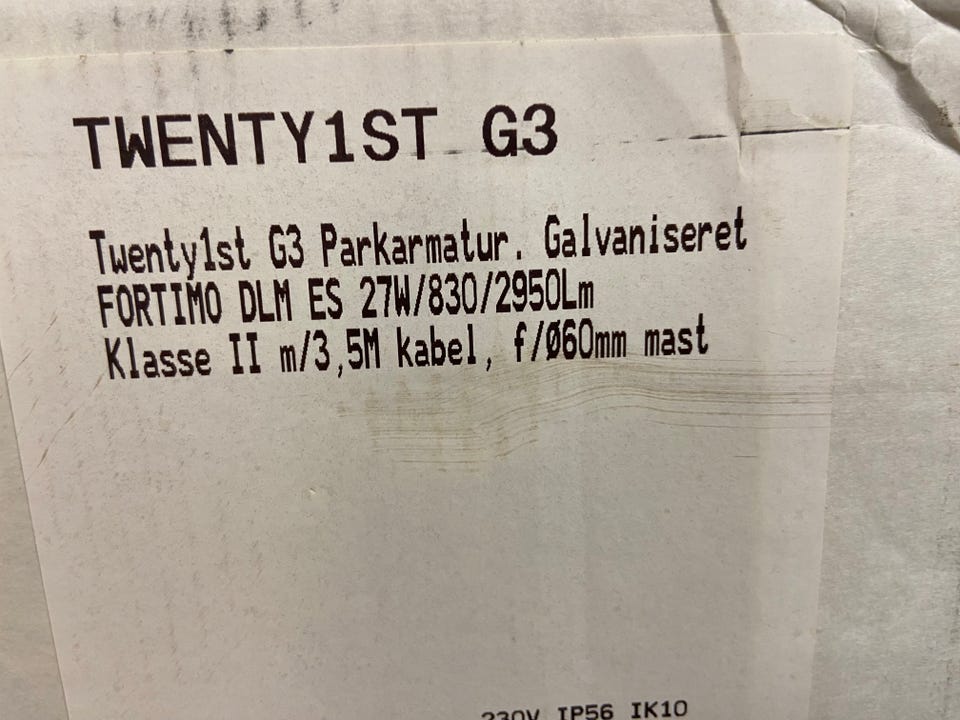 TWENTY1ST G3
Twenty1st G3 Parkarmatur. Galvaniseret
FORTIMO DLM ES 27W/830/2950Lm
Klasse II m/3,5M kabel, f/Ø60mm mast
230V IP56 IK10